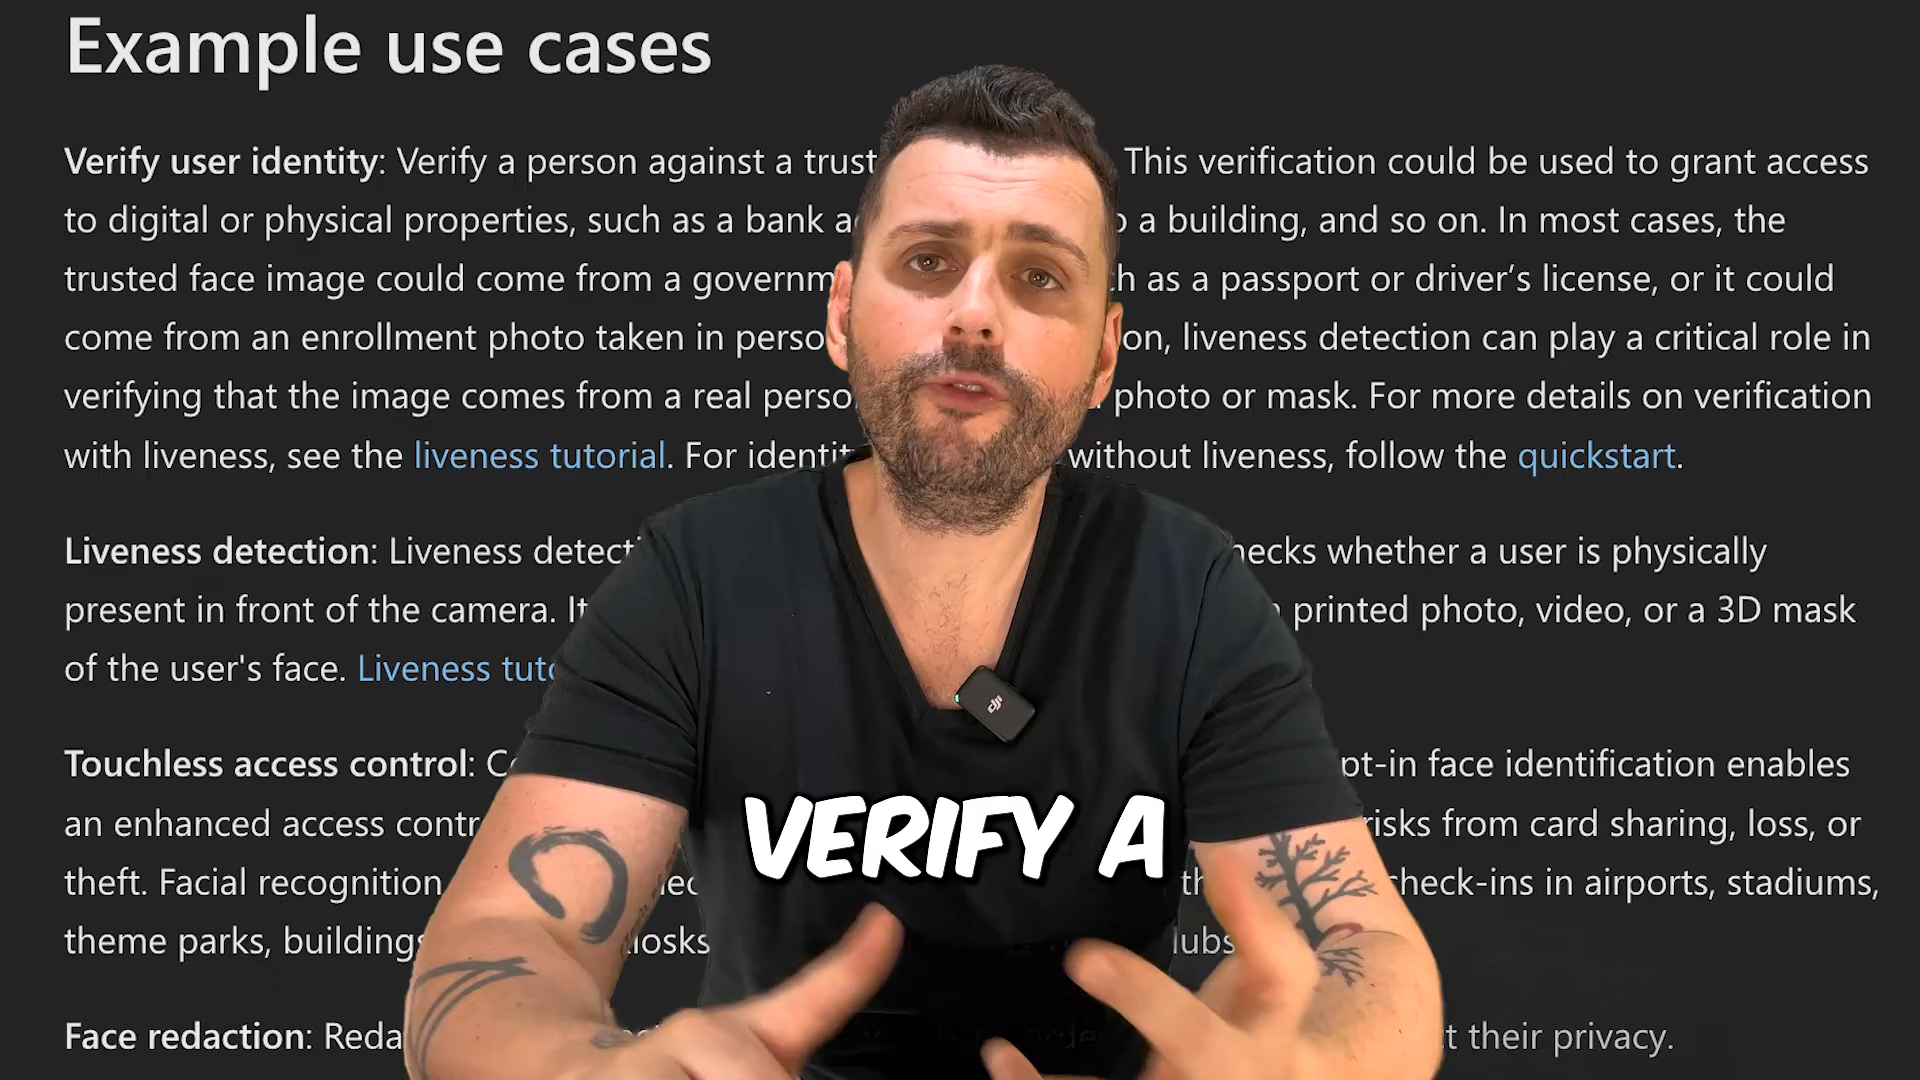 Example use cases
Verify user identity: Verify a person against a trust This verification could be used to grant access
to digital or physical properties, such as a bank a a building, and so on. In most cases, the
trusted face image could come from a governm as a passport or driver's license, or it could
come from an enrollment photo taken in perso on, liveness detection can play a critical role in
verifying that the image comes from a real perso photo or mask. For more details on verification
with liveness, see the liveness tutorial. For identit without liveness, follow the quickstart.
Liveness detection: Liveness detecti hecks whether a user is physically
present in front of the camera. It printed photo, video, or a 3D mask
of the user's face. Liveness tuto
Touchless access control: C pt-in face identification enables
an enhanced access contr risks from card sharing, loss, or
VERIFY A
theft. Facial recognition check-ins in airports, stadiums,
theme parks, buildings iosks lubs
Face redaction: Reda t their privacy.
dji